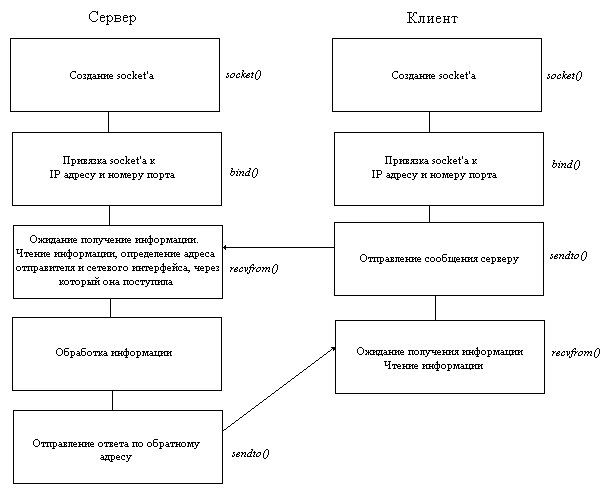 Сервер
Клиент
Создание socket'а
socket()
Создание socket'а
socket()
Привязка socket'а к
IP адресу и номеру порта
bind()
Привязка socket'а к
IP адресу и номеру порта
bind()
Ожидание получение информации.
Чтение информации, определение адреса
отправителя и сетевого интерфейса, через
который она поступила
recvfrom()
Отправление сообщения серверу
sendto()
Обработка информации
Ожидание получения информации
Чтение информации
recvfrom()
Отправление ответа по обратному
адресу
sendto()